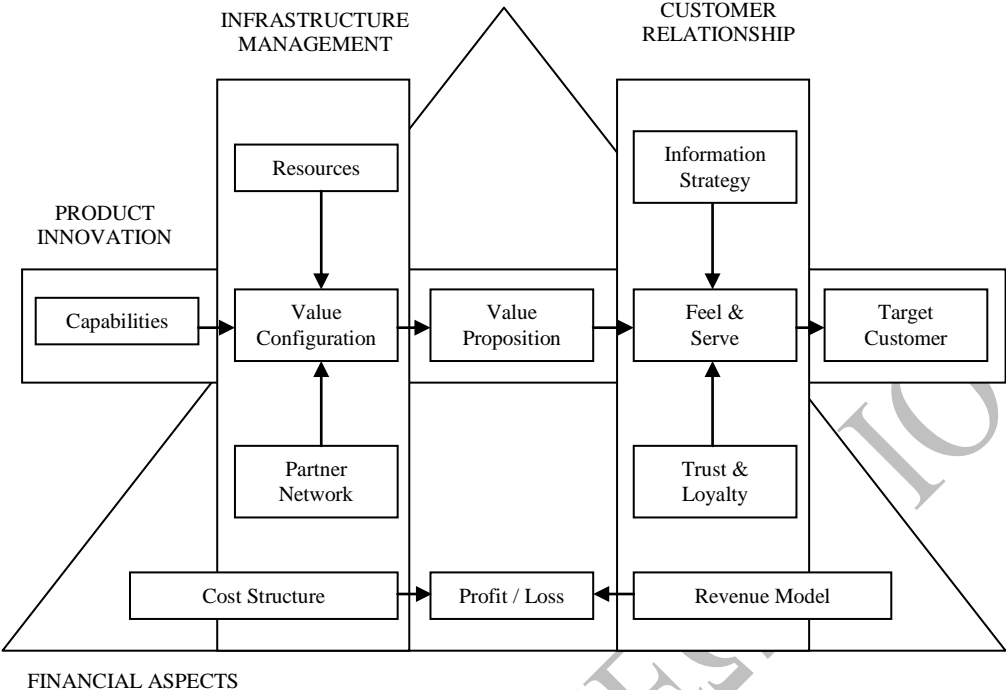 INFRASTRUCTURE
MANAGEMENT
CUSTOMER
RELATIONSHIP
Resources
Information
Strategy
PRODUCT
INNOVATION
Capabilities
Value
Configuration
Value
Proposition
Feel &
Serve
Target
Customer
Partner
Network
Trust &
Loyalty
Cost Structure
Profit / Loss
Revenue Model
FINANCIAL ASPECTS